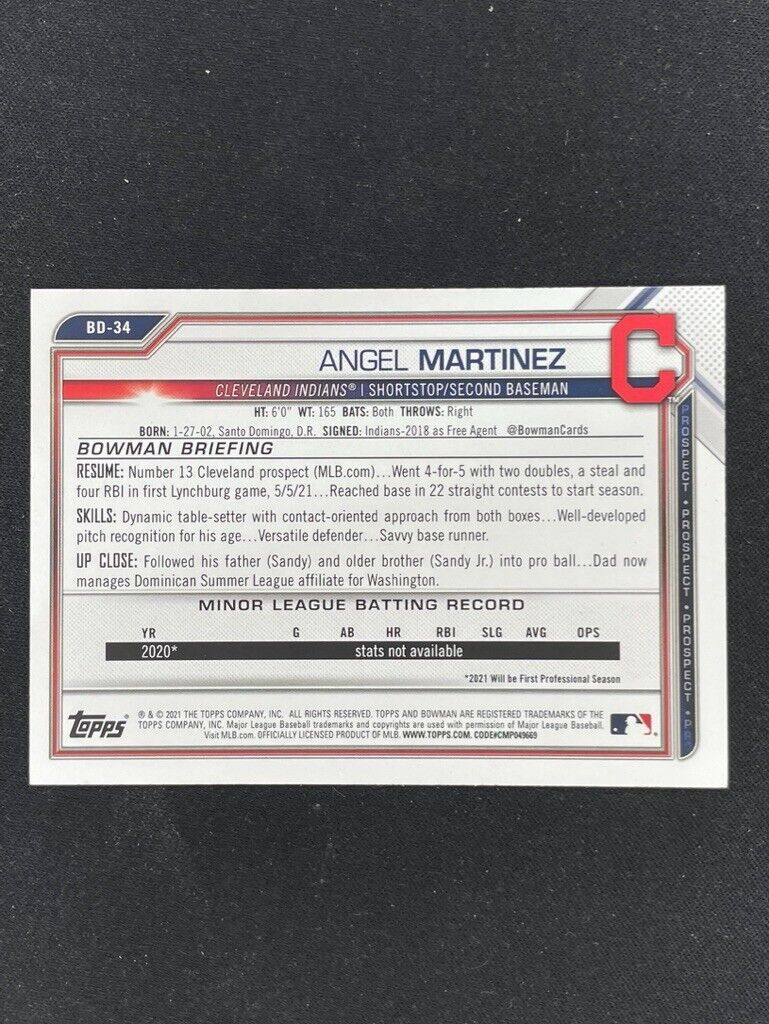 BD-34
ANGEL MARTINEZ
C
CLEVELAND INDIANS® | SHORTSTOP/SECOND BASEMAN
TM
HT: 6'0" WT: 165 BATS: Both THROWS: Right
BORN: 1-27-02, Santo Domingo, D.R. SIGNED: Indians-2018 as Free Agent @BowmanCards
BOWMAN BRIEFING
RESUME: Number 13 Cleveland prospect (MLB.com)...Went 4-for-5 with two doubles, a steal and
four RBI in first Lynchburg game, 5/5/21...Reached base in 22 straight contests to start season.
SKILLS: Dynamic table-setter with contact-oriented approach from both boxes...Well-developed
pitch recognition for his age...Versatile defender...Savvy base runner.
UP CLOSE: Followed his father (Sandy) and older brother (Sandy Jr.) into pro ball...Dad now
manages Dominican Summer League affiliate for Washington.
MINOR LEAGUE BATTING RECORD
YR G AB HR RBI SLG AVG OPS
2020* stats not available
*2021 Will be First Professional Season
PROSPECT • PROSPECT • PROSPECT • PR
Topps
® & © 2021 THE TOPPS COMPANY, INC. ALL RIGHTS RESERVED. TOPPS AND BOWMAN ARE REGISTERED TRADEMARKS OF THE
TOPPS COMPANY, INC. Major League Baseball trademarks and copyrights are used with permission of Major League Baseball.
Visit MLB.com. OFFICIALLY LICENSED PRODUCT OF MLB. WWW.TOPPS.COM. CODE#CMP049669